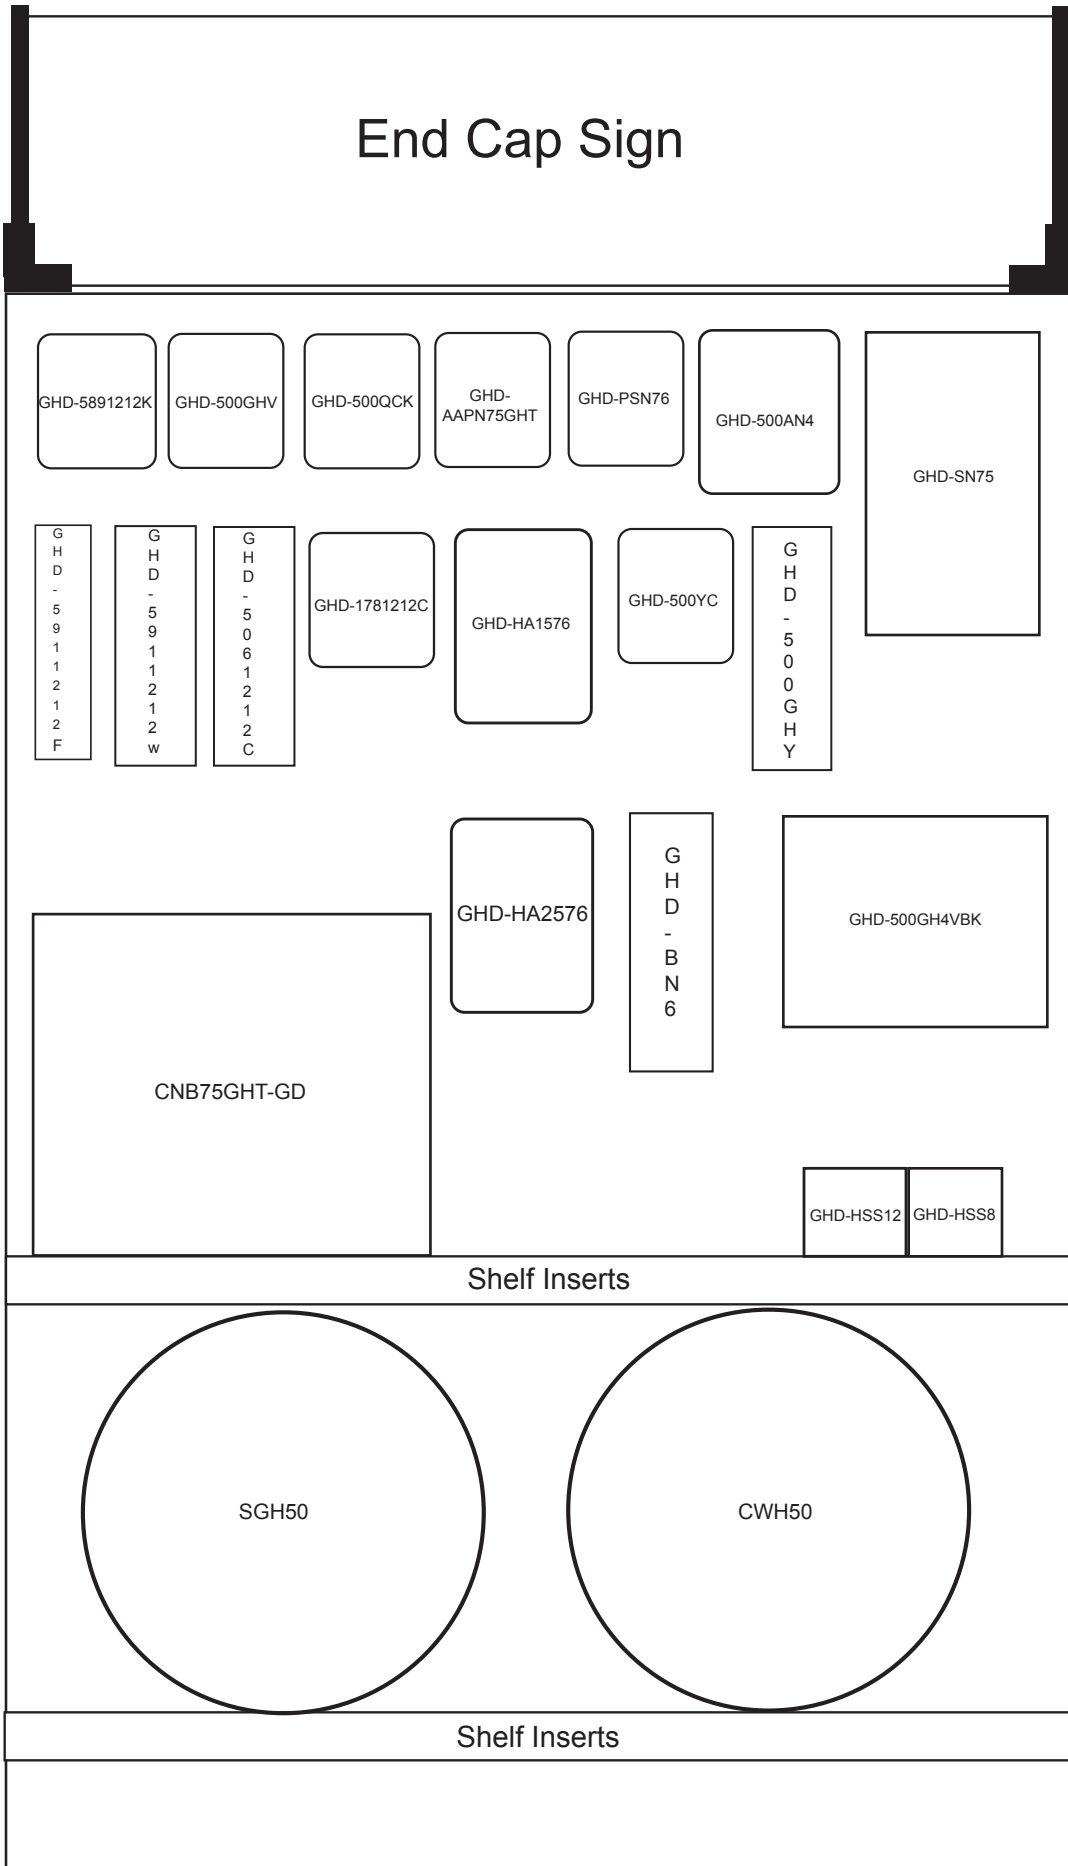 End Cap Sign
GHD-5891212K
GHD-500GHV
GHD-500QCK
GHD-
AAPN75GHT
GHD-PSN76
GHD-500AN4
GHD-SN75
GHD-5911212F
GHD-5911212w
GHD-5061212C
GHD-1781212C
GHD-HA1576
GHD-500YC
GHD-500GHY
GHD-HA2576
GHD-BN6
GHD-500GH4VBK
CNB75GHT-GD
GHD-HSS12
GHD-HSS8
Shelf Inserts
SGH50
CWH50
Shelf Inserts